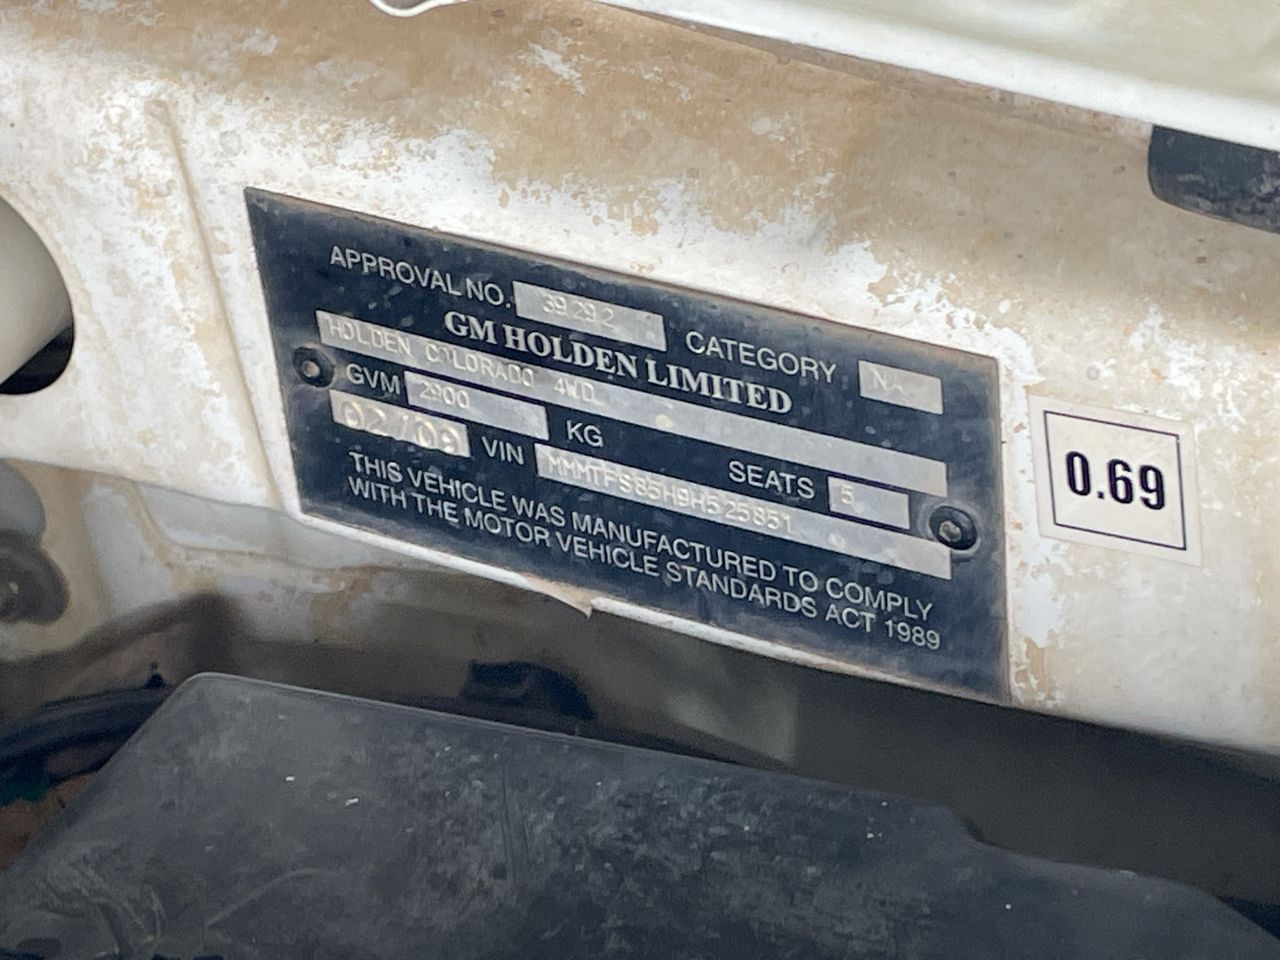 APPROVAL NO. 39292 CATEGORY NA
GM HOLDEN LIMITED
HOLDEN COLORADO 4WD
GVM 2900 KG SEATS 5
02/09 VIN MMMTFS85H9H525851
THIS VEHICLE WAS MANUFACTURED TO COMPLY
WITH THE MOTOR VEHICLE STANDARDS ACT 1989
0.69